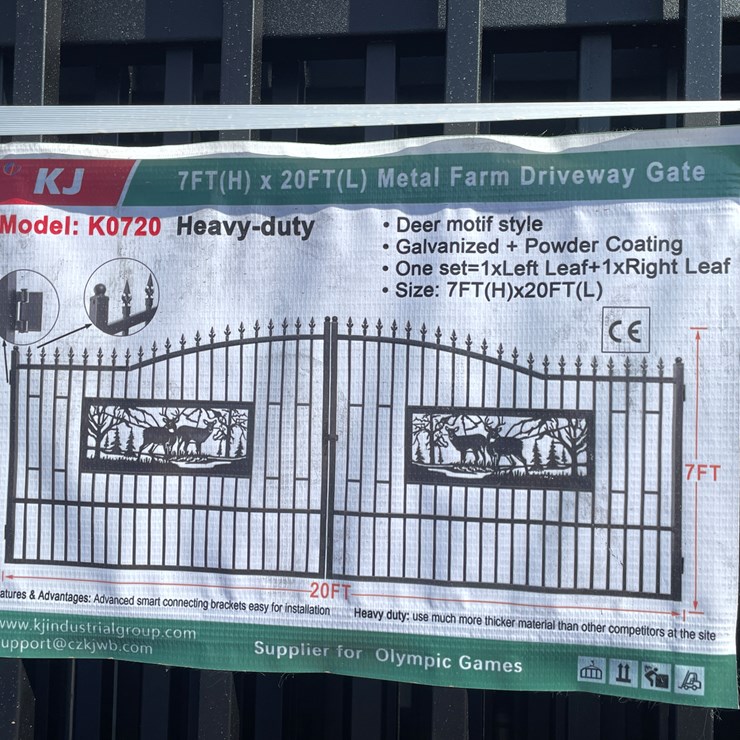 KJ
7FT(H) x 20FT(L) Metal Farm Driveway Gate
Model: K0720 Heavy-duty
• Deer motif style
• Galvanized + Powder Coating
• One set=1xLeft Leaf+1xRight Leaf
• Size: 7FT(H)x20FT(L)
CE
7FT
20FT
atures & Advantages: Advanced smart connecting brackets easy for installation
Heavy duty: use much more thicker material than other competitors at the site
www.kjindustrialgroup.com
upport@czkjwb.com
Supplier for Olympic Games